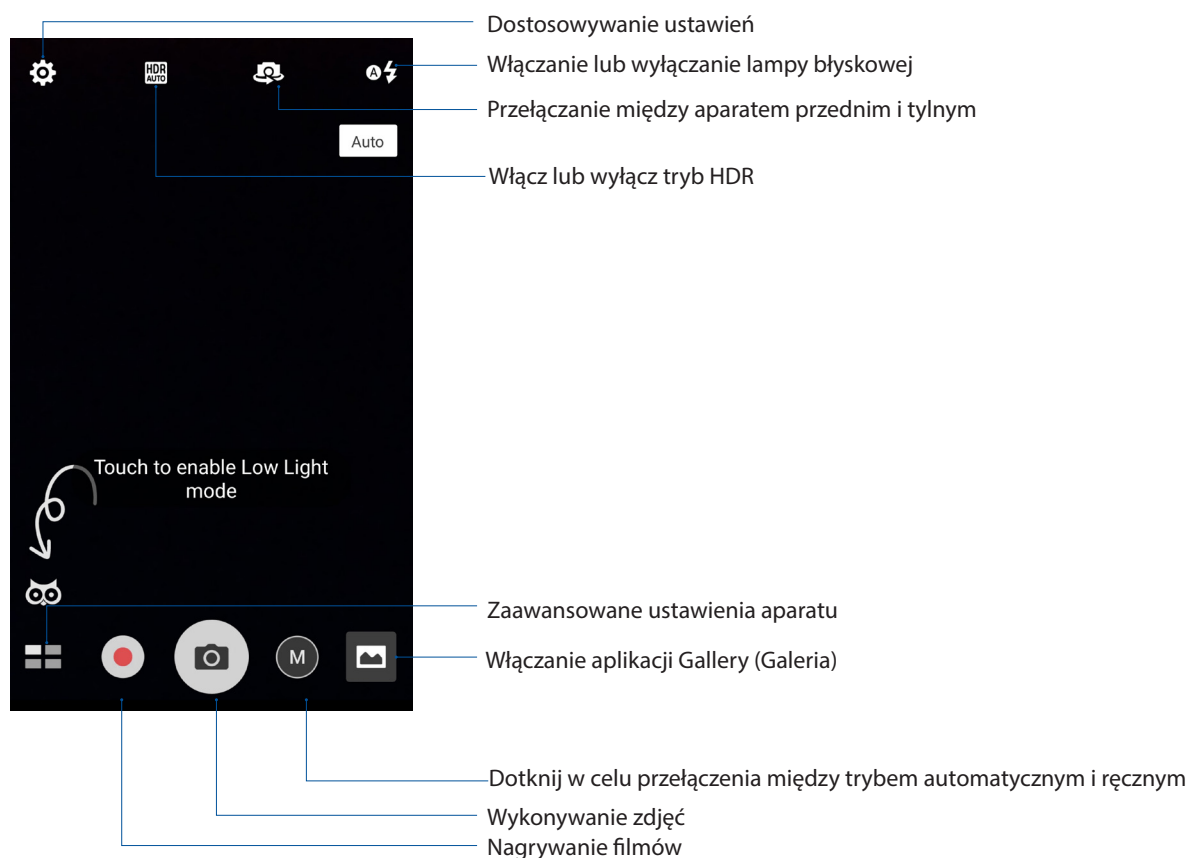 Dostosowywanie ustawień
Włączanie lub wyłączanie lampy błyskowej
HDR
AUTO
A
Przełączanie między aparatem przednim i tylnym
Auto
Włącz lub wyłącz tryb HDR
Touch to enable Low Light
mode
Zaawansowane ustawienia aparatu
M
Włączanie aplikacji Gallery (Galeria)
Dotknij w celu przełączenia między trybem automatycznym i ręcznym
Wykonywanie zdjęć
Nagrywanie filmów